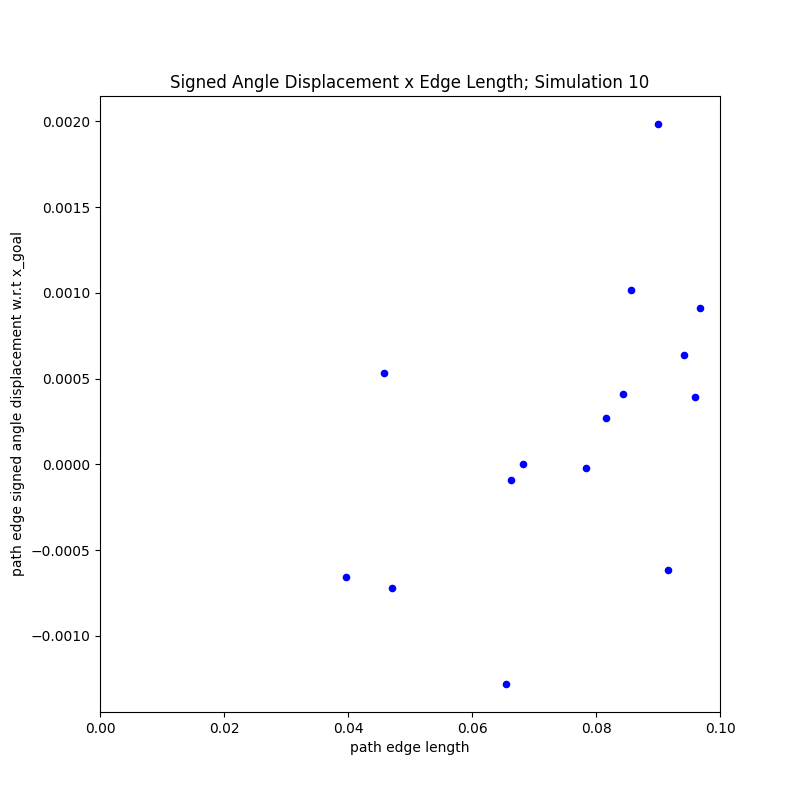 Signed Angle Displacement x Edge Length; Simulation 10
path edge signed angle displacement w.r.t x_goal
0.0020
0.0015
0.0010
0.0005
0.0000
−0.0005
−0.0010
0.00 0.02 0.04 0.06 0.08 0.10
path edge length